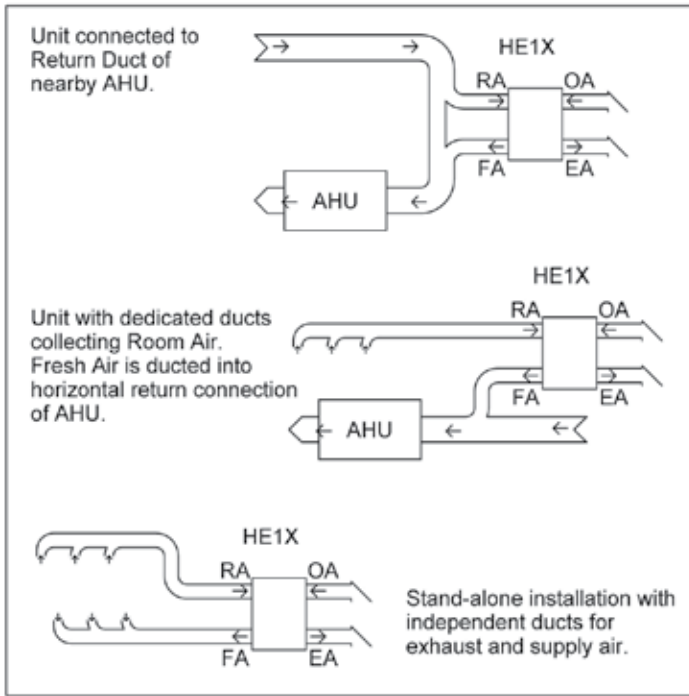 Unit connected to
Return Duct of
nearby AHU.
HE1X
RA OA
FA EA
AHU
HE1X
Unit with dedicated ducts
collecting Room Air.
Fresh Air is ducted into
horizontal return connection
of AHU.
RA OA
FA EA
AHU
HE1X
RA OA
FA EA
Stand-alone installation with
independent ducts for
exhaust and supply air.